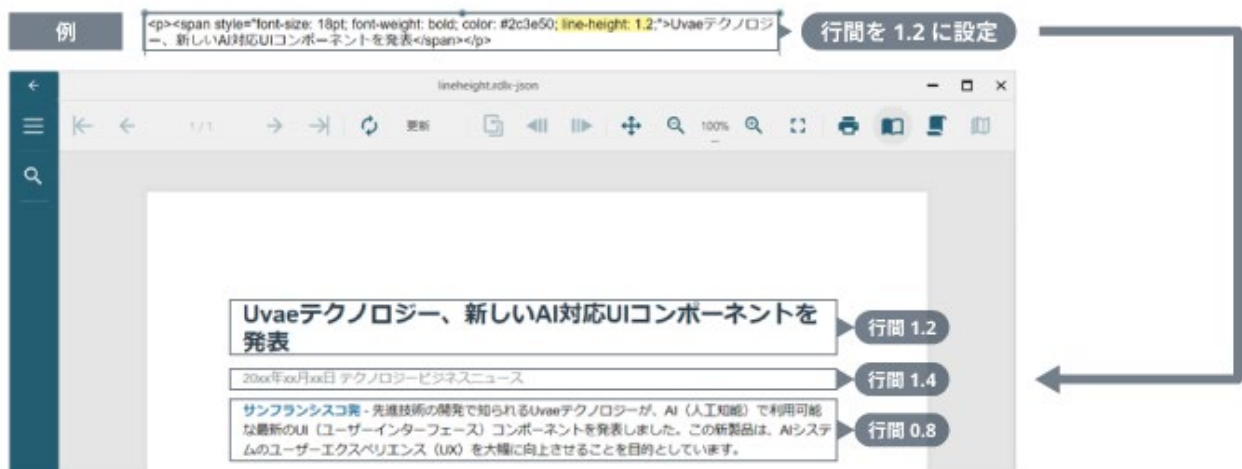 例
<p><span style="font-size: 18pt; font-weight: bold; color: #2c3e50; line-height: 1.2;">Uvaeテクノロジ
ー、新しいAI対応UIコンポーネントを発表</span></p>
行間を 1.2 に設定
lineheight.rdlx-json
1 / 1
更新
100%
Uvaeテクノロジー、新しいAI対応UIコンポーネントを
発表
行間 1.2
20xx年xx月xx日 テクノロジービジネスニュース
行間 1.4
サンフランシスコ発 - 先進技術の開発で知られるUvaeテクノロジーが、AI（人工知能）で利用可能
な最新のUI（ユーザーインターフェース）コンポーネントを発表しました。この新製品は、AIシステ
ムのユーザーエクスペリエンス（UX）を大幅に向上させることを目的としています。
行間 0.8